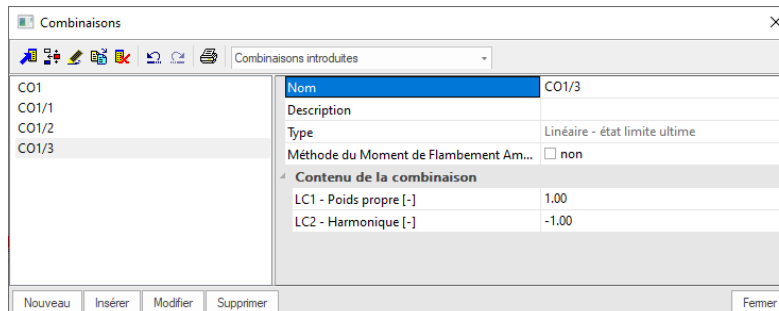 Combinaisons
Combinaisons introduites
CO1
CO1/1
CO1/2
CO1/3
Nom CO1/3
Description
Type Linéaire - état limite ultime
Méthode du Moment de Flambement Am... non
Contenu de la combinaison
LC1 - Poids propre [-] 1.00
LC2 - Harmonique [-] -1.00
Nouveau Insérer Modifier Supprimer Fermer